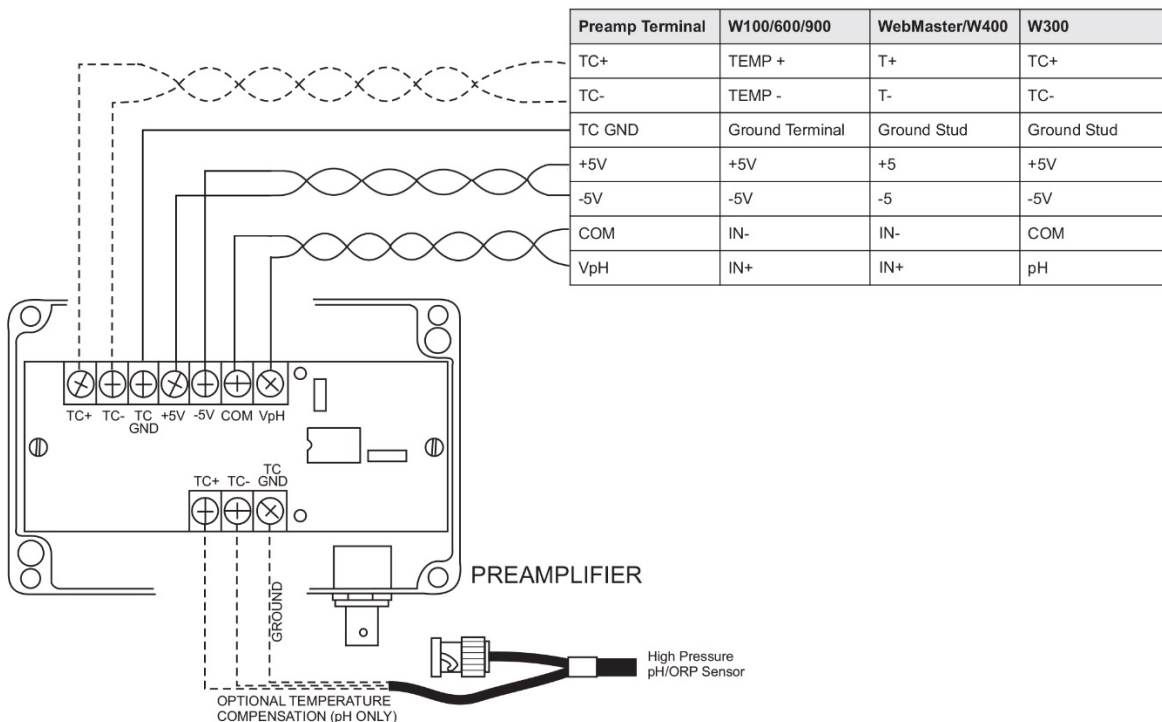 Preamp Terminal W100/600/900 WebMaster/W400 W300
TC+ TEMP + T+ TC+
TC- TEMP - T- TC-
TC GND Ground Terminal Ground Stud Ground Stud
+5V +5V +5 +5V
-5V -5V -5 -5V
COM IN- IN- COM
VpH IN+ IN+ pH
TC+ TC- TC +5V -5V COM VpH
GND
TC
TC+ TC- GND
PREAMPLIFIER
GROUND
High Pressure
pH/ORP Sensor
OPTIONAL TEMPERATURE
COMPENSATION (pH ONLY)